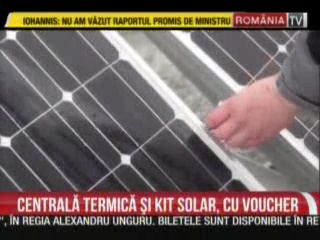 IOHANNIS: NU AM VĂZUT RAPORTUL PROMIS DE MINISTRU
ROMÂNIA TV
CENTRALĂ TERMICĂ ȘI KIT SOLAR, CU VOUCHER
", ÎN REGIA ALEXANDRU UNGURU. BILETELE SUNT DISPONIBILE ÎN RE